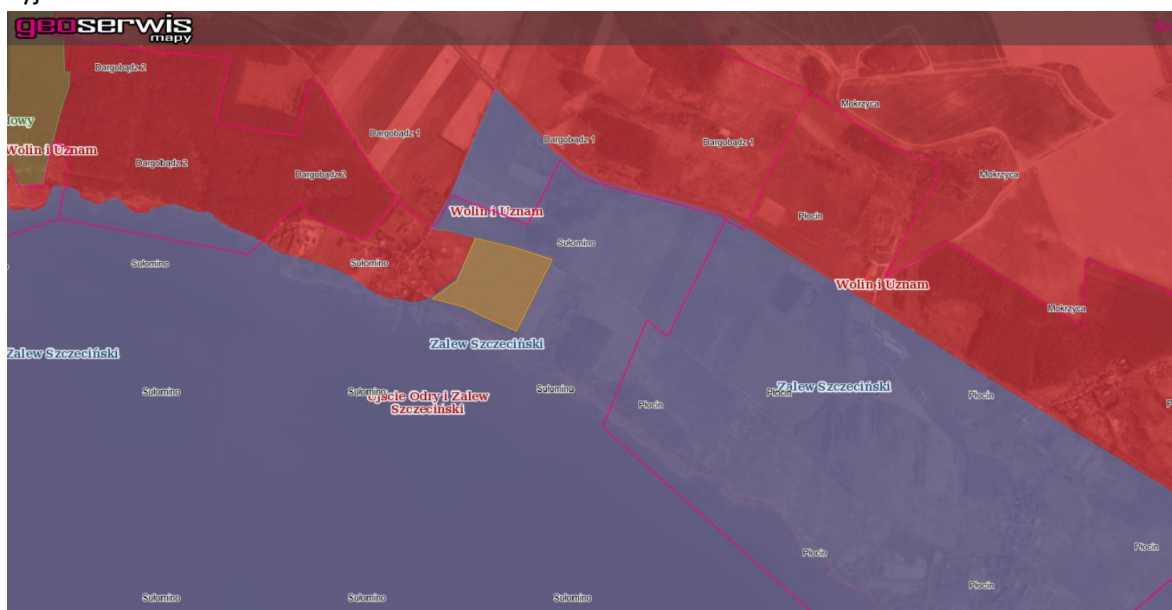 geoserwis
mapy
Dargobądz 2
Mokrzyca
Dargobądz 1
Dargobądz 1
Dargobądz 1
Wolin i Uznam
Dargobądz 2
Dargobądz 2
Mokrzyca
Wolin i Uznam
Płocin
Sułomino
Sułomino
Sułomino
Wolin i Uznam
Mokrzyca
Zalew Szczeciński
Zalew Szczeciński
Sułomino
Sułomino
Ujście Odry i Zalew
Szczeciński
Sułomino
Płocin
Płocin
Zalew Szczeciński
Płocin
Płocin
Płocin
Płocin
Sułomino
Sułomino
Sułomino